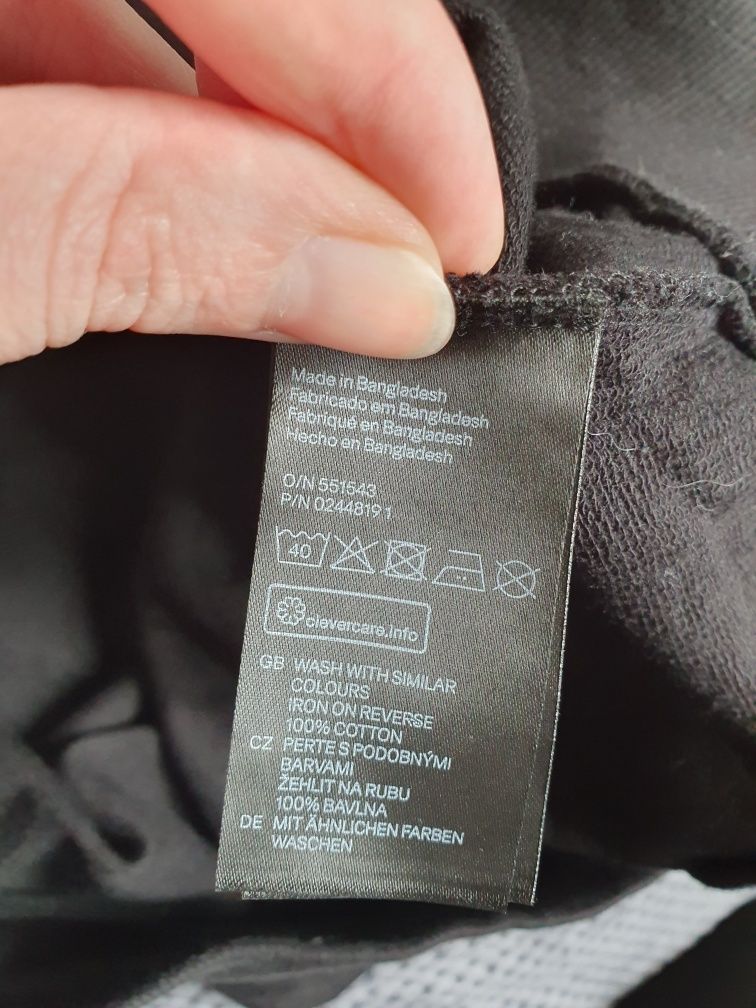 Made in Bangladesh
Fabricado em Bangladesh
Fabriqué en Bangladesh
Hecho en Bangladesh
O/N 551543
P/N 0244819 1
40
clevercare.info
GB WASH WITH SIMILAR
COLOURS
IRON ON REVERSE
100% COTTON
CZ PERTE S PODOBNÝMI
BARVAMI
ŽEHLIT NA RUBU
100% BAVLNA
DE MIT ÄHNLICHEN FARBEN
WASCHEN